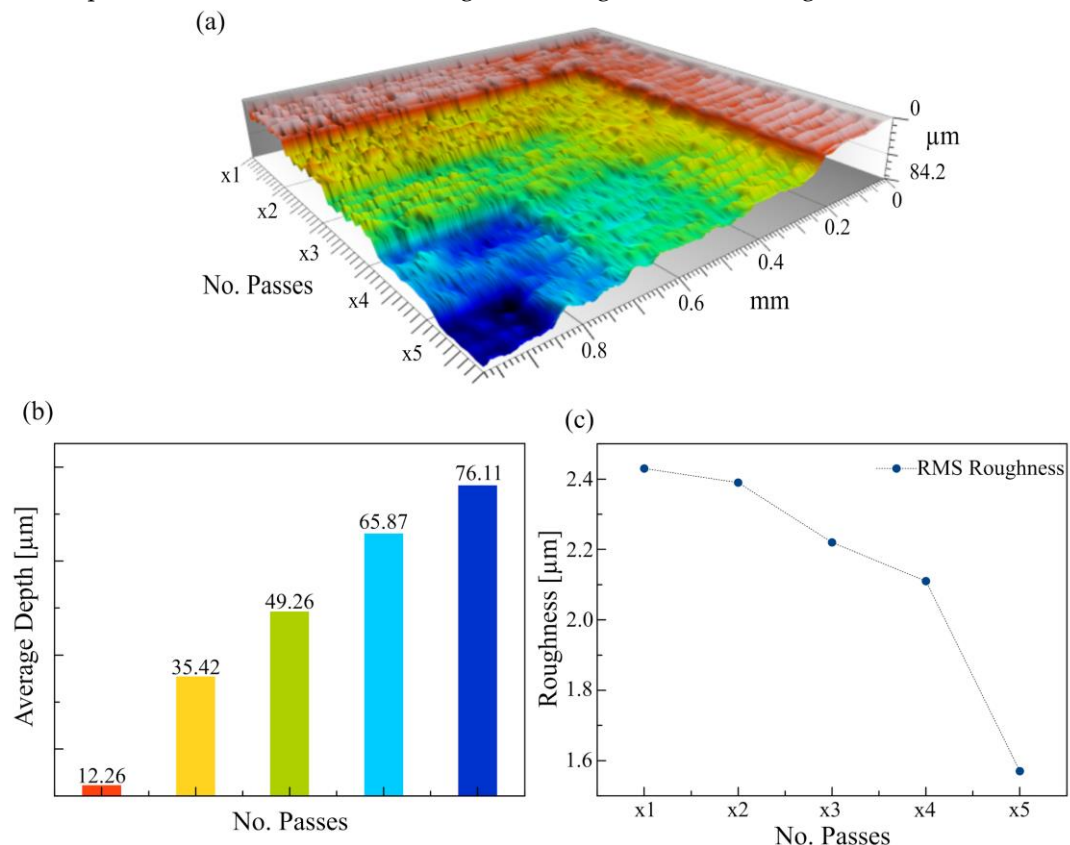 (a)
0
µm
84.2
0
x1
0.2
x2
x3
0.4
No. Passes
mm
x4
0.6
x5
0.8
(b)
Average Depth [µm]
12.26
35.42
49.26
65.87
76.11
No. Passes
(c)
RMS Roughness
Roughness [µm]
2.4
2.2
2.0
1.8
1.6
x1 x2 x3 x4 x5
No. Passes